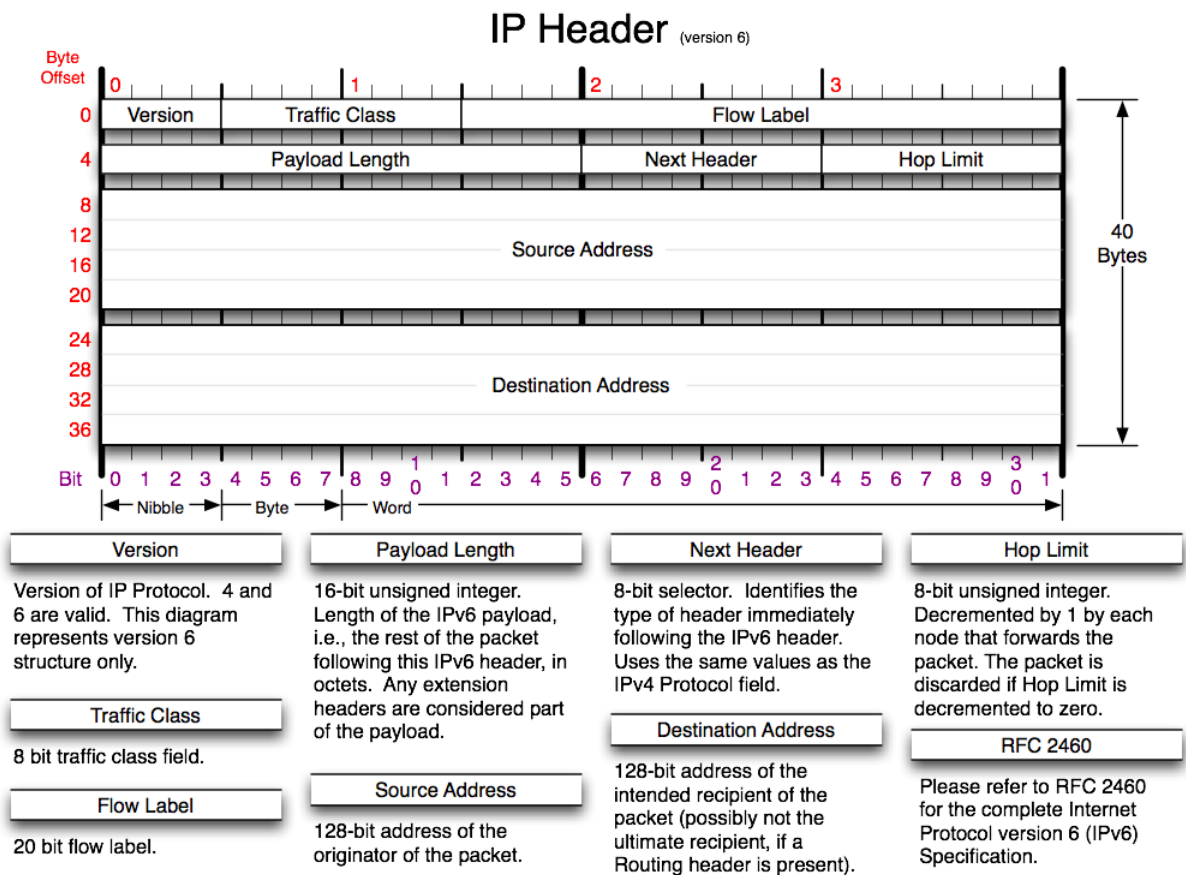 IP Header (version 6)
Byte
Offset
0 1 2 3
0 Version Traffic Class Flow Label
4 Payload Length Next Header Hop Limit
8
12
16
20
Source Address
24
28
32
36
Destination Address
40
Bytes
Bit 0 1 2 3 4 5 6 7 8 9 10 1 2 3 4 5 6 7 8 9 20 1 2 3 4 5 6 7 8 9 30 1
Nibble Byte Word
Version
Version of IP Protocol. 4 and
6 are valid. This diagram
represents version 6
structure only.
Traffic Class
8 bit traffic class field.
Flow Label
20 bit flow label.
Payload Length
16-bit unsigned integer.
Length of the IPv6 payload,
i.e., the rest of the packet
following this IPv6 header, in
octets. Any extension
headers are considered part
of the payload.
Source Address
128-bit address of the
originator of the packet.
Next Header
8-bit selector. Identifies the
type of header immediately
following the IPv6 header.
Uses the same values as the
IPv4 Protocol field.
Destination Address
128-bit address of the
intended recipient of the
packet (possibly not the
ultimate recipient, if a
Routing header is present).
Hop Limit
8-bit unsigned integer.
Decremented by 1 by each
node that forwards the
packet. The packet is
discarded if Hop Limit is
decremented to zero.
RFC 2460
Please refer to RFC 2460
for the complete Internet
Protocol version 6 (IPv6)
Specification.